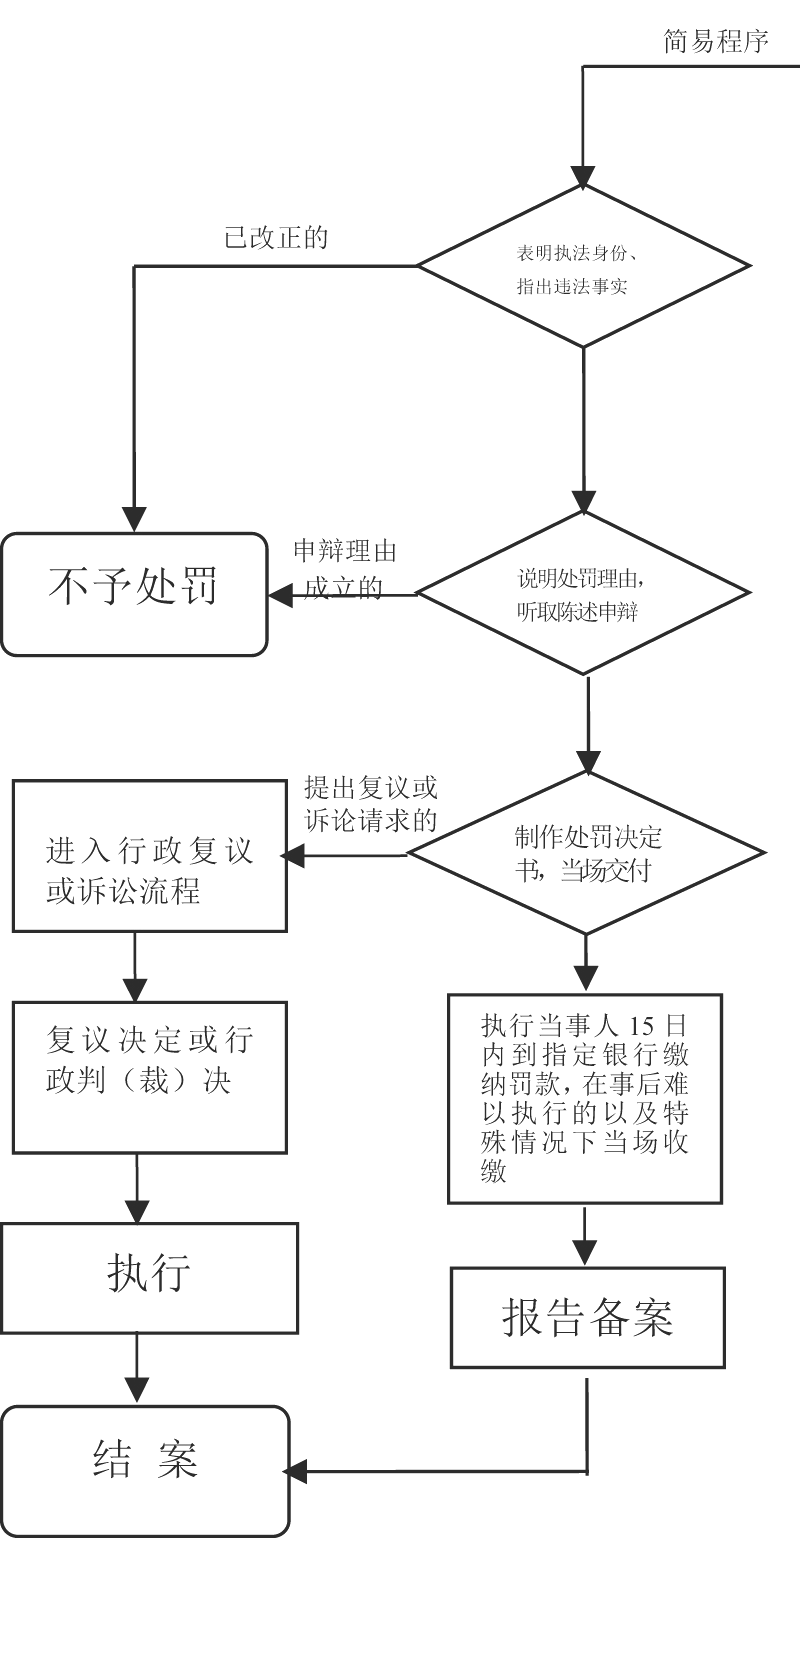 简易程序
已改正的
表明执法身份、
指出违法事实
申辩理由
成立的
不予处罚
说明处罚理由，
听取陈述申辩
提出复议或
诉论请求的
进入行政复议
或诉讼流程
制作处罚决定
书，当场交付
复议决定或行
政判（裁）决
执行当事人 15 日
内到指定银行缴
纳罚款，在事后难
以执行的以及特
殊情况下当场收
缴
执行
报告备案
结 案